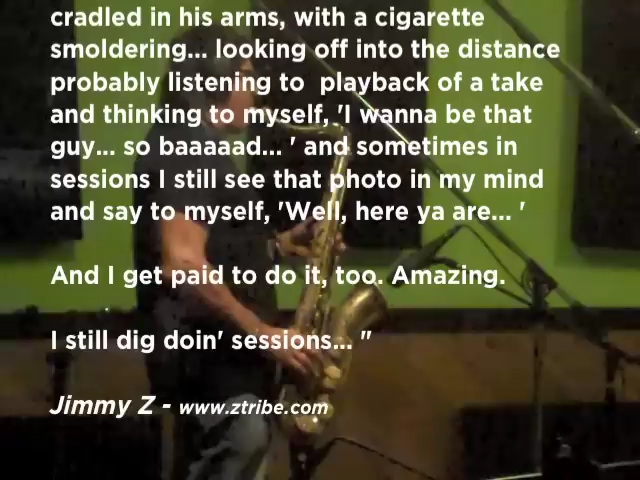 cradled in his arms, with a cigarette
smoldering... looking off into the distance
probably listening to  playback of a take
and thinking to myself, 'I wanna be that
guy... so baaaaad... ' and sometimes in
sessions I still see that photo in my mind
and say to myself, 'Well, here ya are... '
And I get paid to do it, too. Amazing.
I still dig doin' sessions... "
Jimmy Z - www.ztribe.com